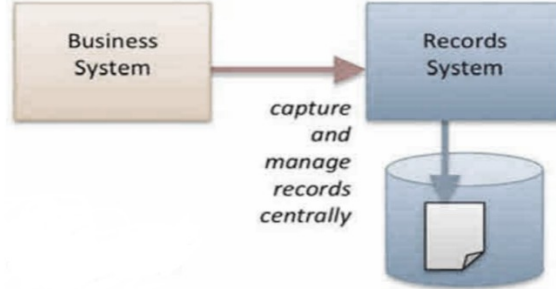 Business
System
Records
System
capture
and
manage
records
centrally